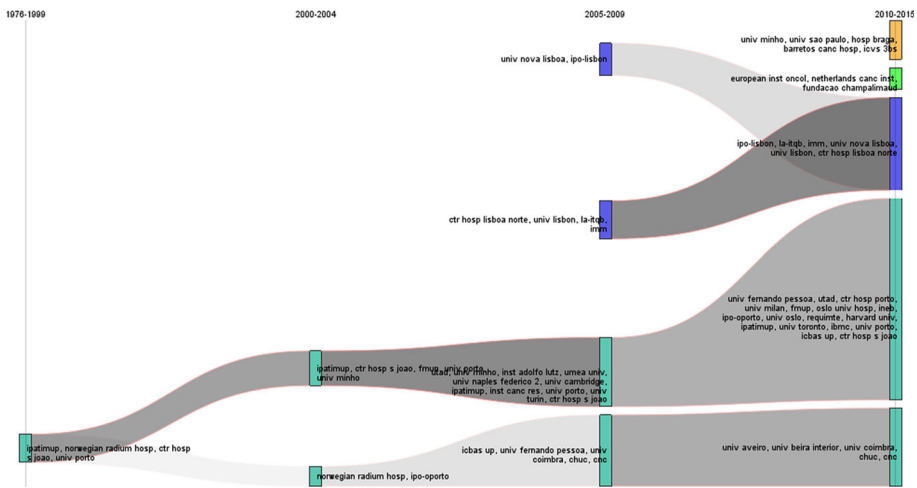 1976-1999
2000-2004
2005-2009
2010-2015
univ minho, univ sao paulo, hosp braga,
barretos canc hosp, icvs 3bs
univ nova lisboa, ipo-lisbon
european inst oncol, netherlands canc inst,
fundacao champalimaud
ipo-lisbon, la-itqb, imm, univ nova lisboa,
univ lisbon, ctr hosp lisboa norte
ctr hosp lisboa norte, univ lisbon, la-itqb,
imm
univ fernando pessoa, utad, ctr hosp porto,
univ milan, fmup, oslo univ hosp, ineb,
ipo-oporto, univ oslo, requimte, harvard univ,
ipatimup, univ toronto, ibmc, univ porto,
icbas up, ctr hosp s joao
ipatimup, ctr hosp s joao, fmup, univ porto,
univ minho
utad, univ minho, inst adolfo lutz, umea univ,
univ naples federico 2, univ cambridge,
ipatimup, inst canc res, univ porto, univ
turin, ctr hosp s joao
ipatimup, norwegian radium hosp, ctr hosp
s joao, univ porto
icbas up, univ fernando pessoa, univ
coimbra, chuc, cnc
univ aveiro, univ beira interior, univ coimbra,
chuc, cnc
norwegian radium hosp, ipo-oporto